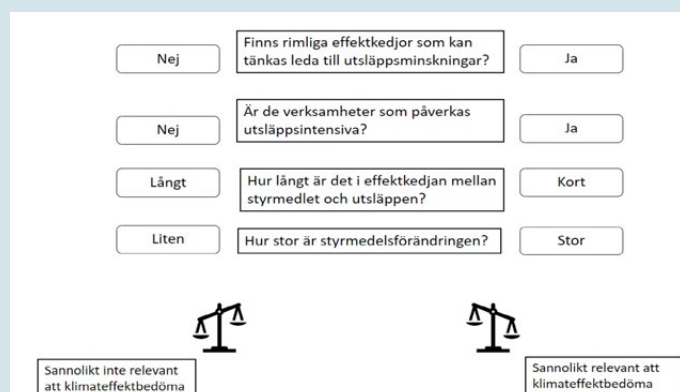 Nej
Finns rimliga effektkedjor som kan
tänkas leda till utsläppsminskningar?
Ja
Nej
Är de verksamheter som påverkas
utsläppsintensiva?
Ja
Långt
Hur långt är det i effektkedjan mellan
styrmedlet och utsläppen?
Kort
Liten
Hur stor är styrmedelsförändringen?
Stor
Sannolikt inte relevant
att klimateffektbedöma
Sannolikt relevant att
klimateffektbedöma